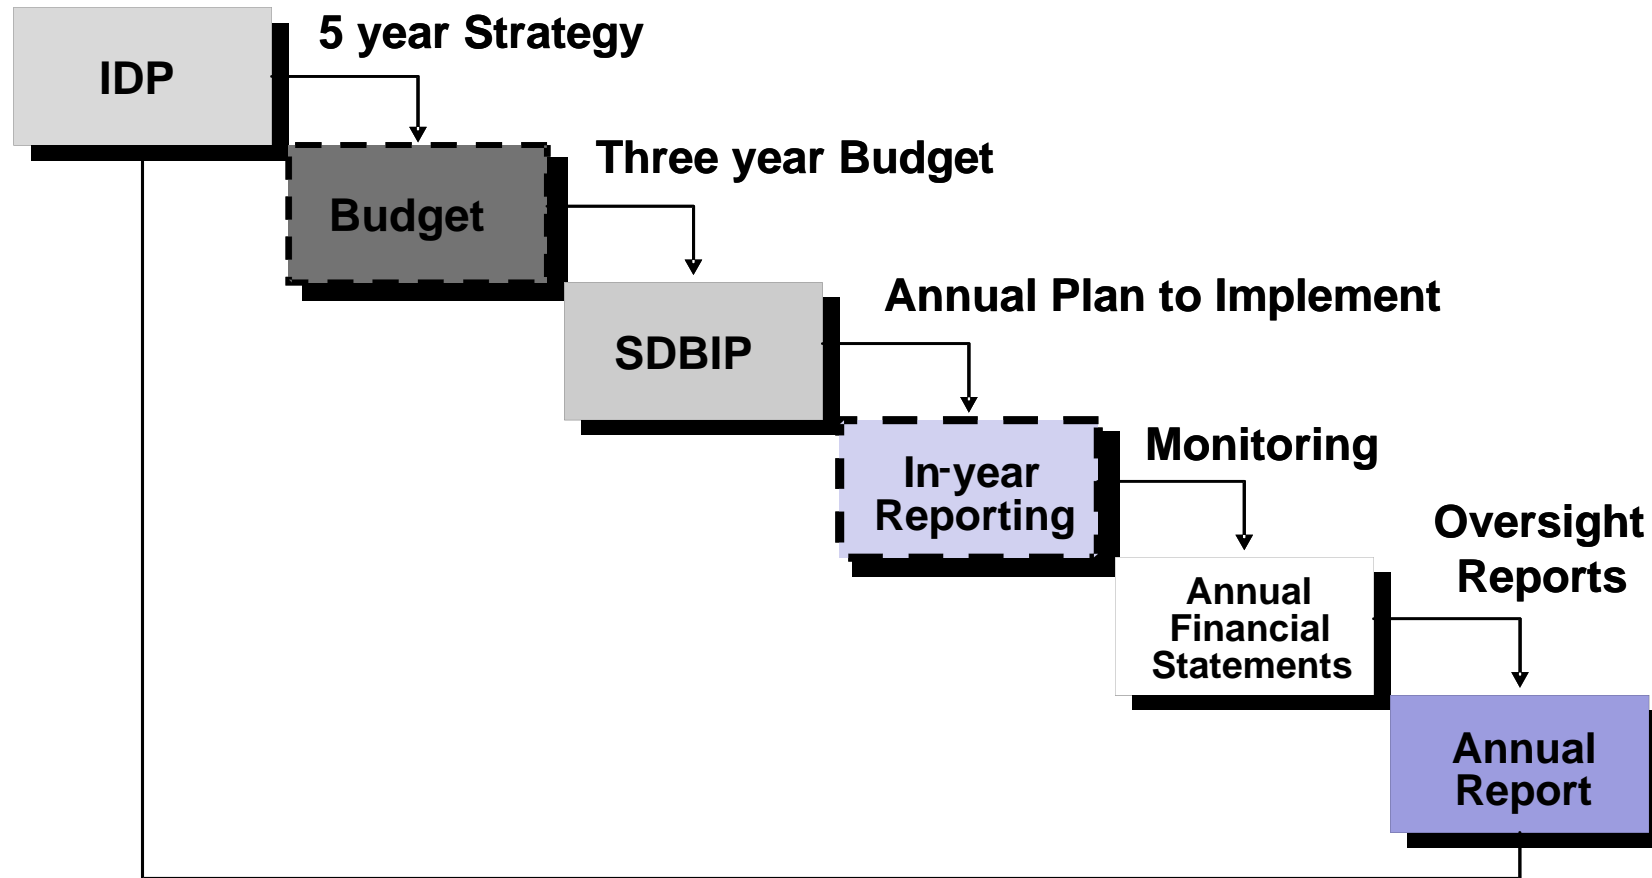 5 year Strategy
IDP
Three year Budget
Budget
Annual Plan to Implement
SDBIP
Monitoring
In-year
Reporting
Oversight
Reports
Annual
Financial
Statements
Annual
Report